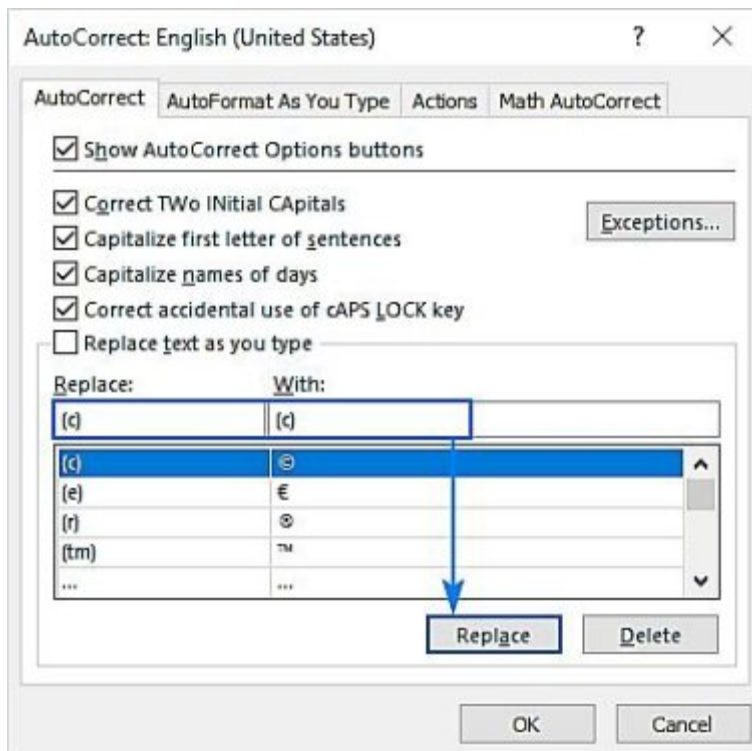 AutoCorrect: English (United States) ? ×
AutoCorrect AutoFormat As You Type Actions Math AutoCorrect
Show AutoCorrect Options buttons
Correct TWo INitial CApitals
Exceptions...
Capitalize first letter of sentences
Capitalize names of days
Correct accidental use of cAPS LOCK key
Replace text as you type
Replace: With:
(c) (c)
(c) ©
(e) €
(r) ®
(tm) ™
... ...
Replace Delete
OK Cancel